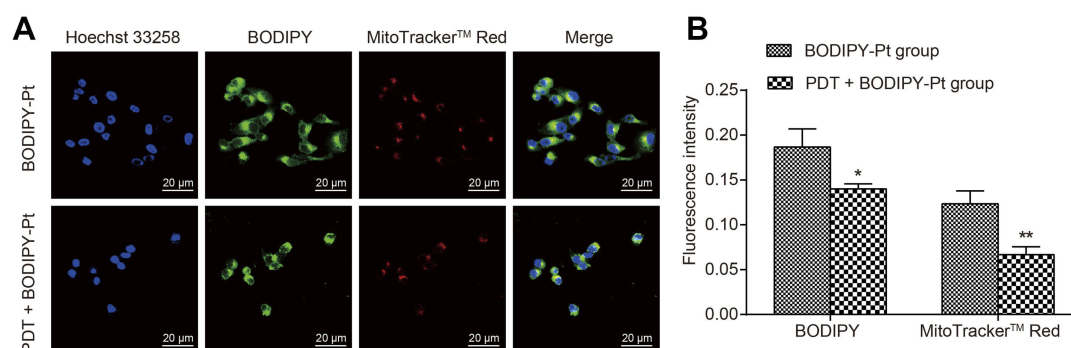 A
Hoechst 33258 BODIPY MitoTracker™ Red Merge
BODIPY-Pt
20 µm 20 µm 20 µm 20 µm
PDT + BODIPY-Pt
20 µm 20 µm 20 µm 20 µm
B
BODIPY-Pt group
PDT + BODIPY-Pt group
Fluorescence intensity
0.25
0.20
0.15
0.10
0.05
0.00
*
**
BODIPY MitoTracker™ Red